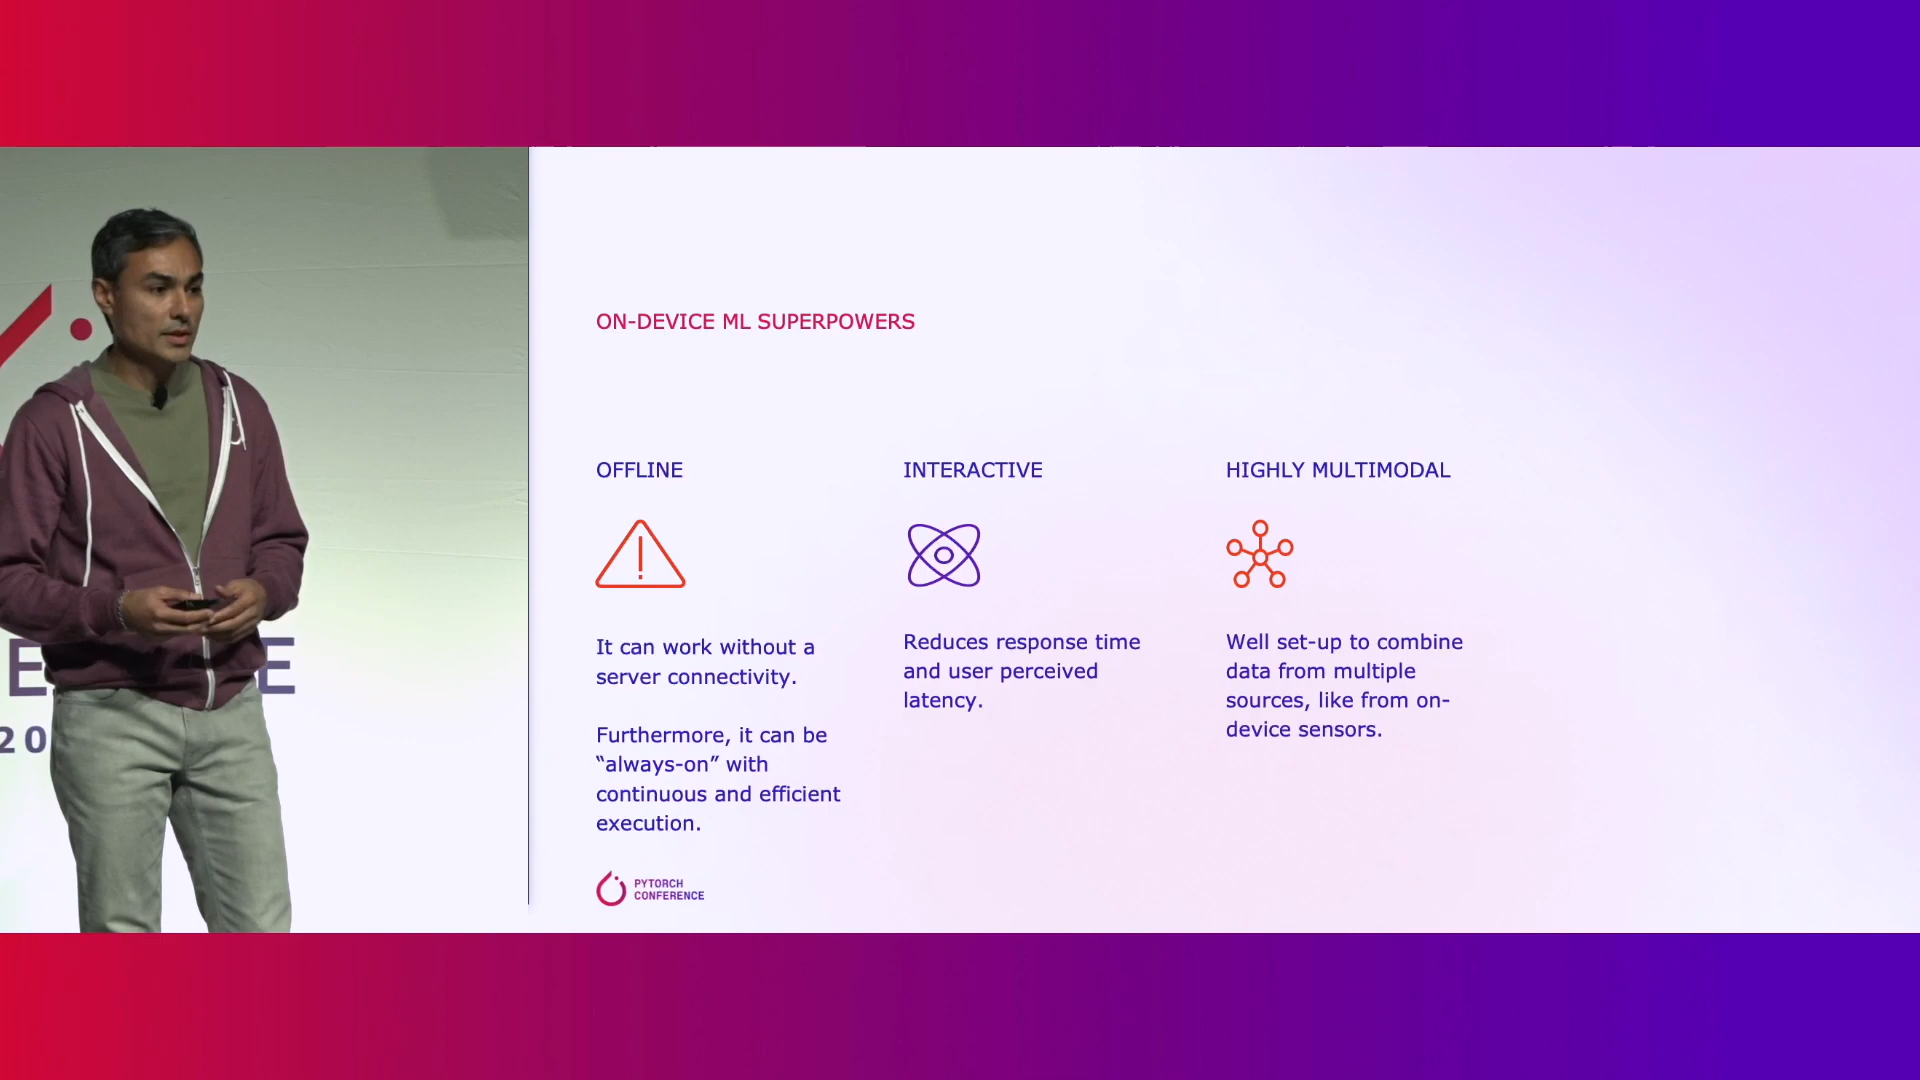 ON-DEVICE ML SUPERPOWERS
OFFLINE
It can work without a
server connectivity.
Furthermore, it can be
“always-on” with
continuous and efficient
execution.
INTERACTIVE
Reduces response time
and user perceived
latency.
HIGHLY MULTIMODAL
Well set-up to combine
data from multiple
sources, like from on-
device sensors.
PYTORCH
CONFERENCE